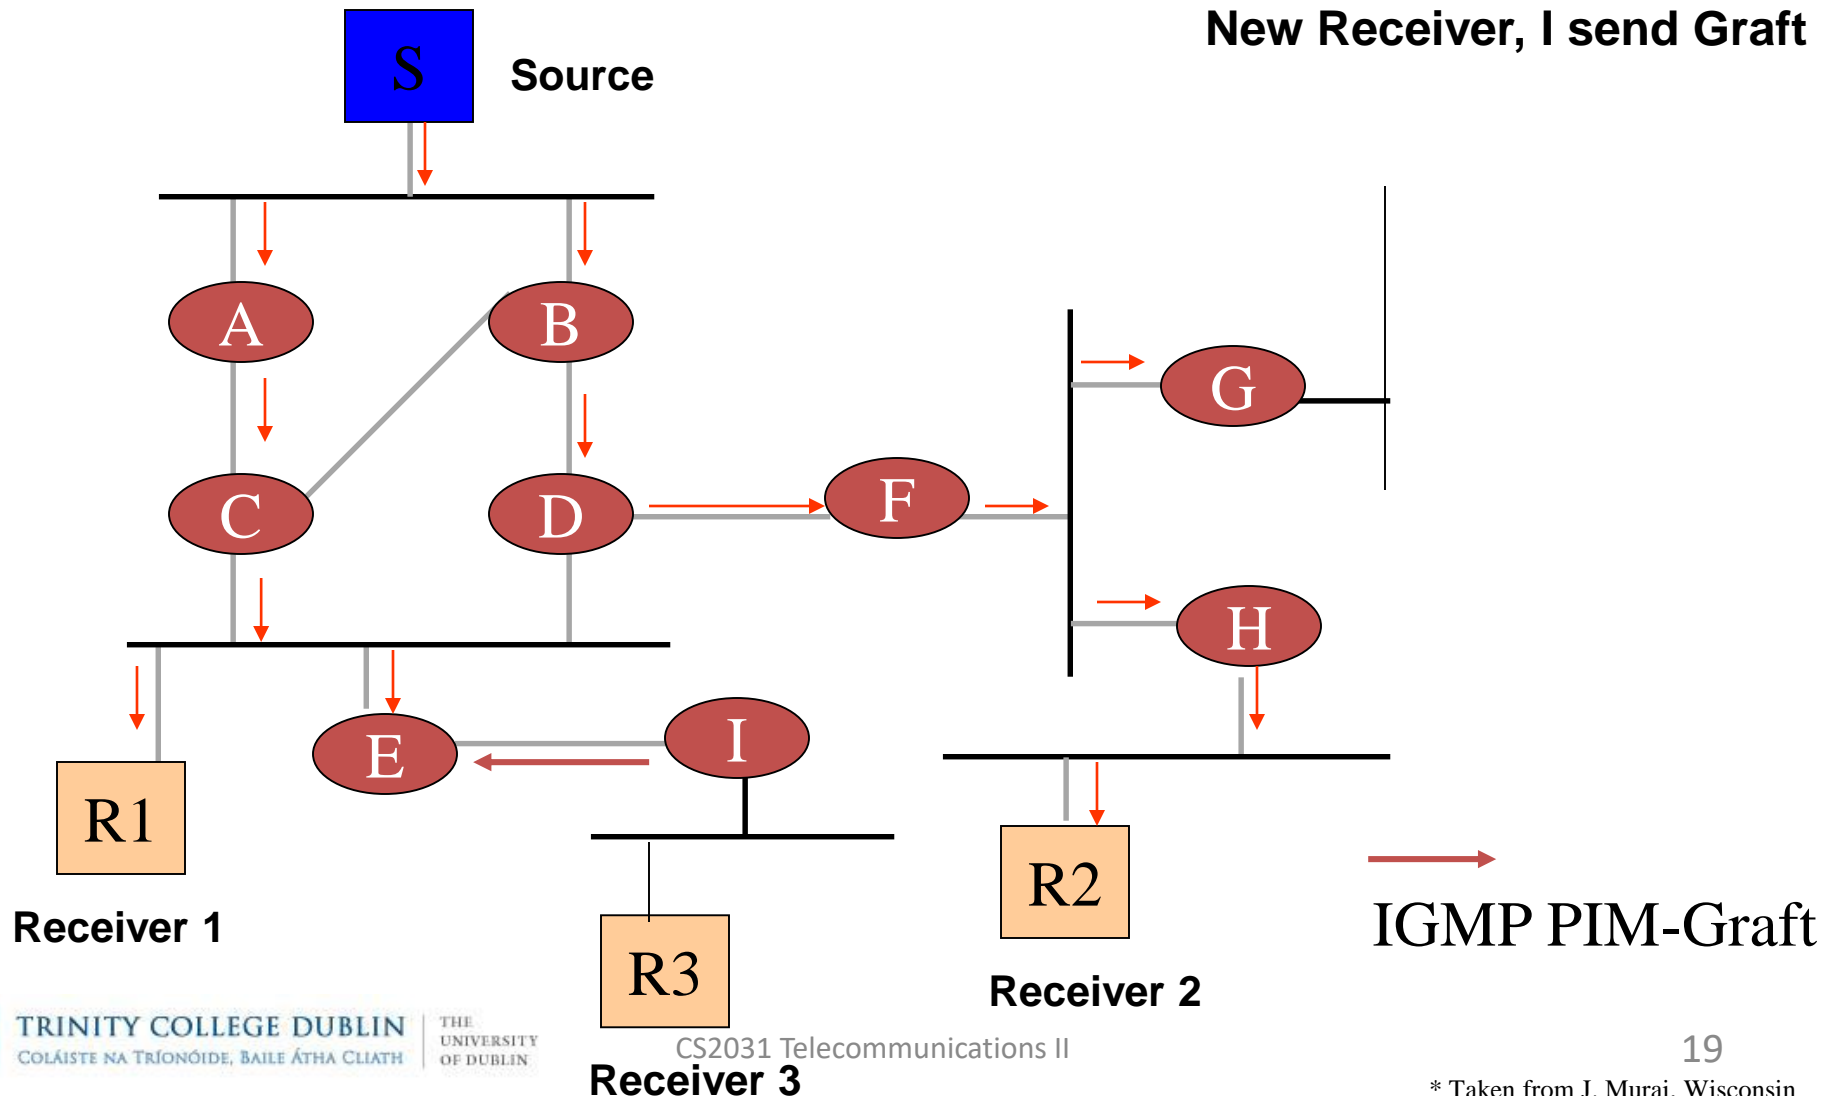 New Receiver, I send Graft
S
Source
A
B
G
C
D
F
H
E
I
R1
R2
Receiver 1
IGMP PIM-Graft
R3
Receiver 2
TRINITY COLLEGE DUBLIN
COLÁISTE NA TRÍONÓIDE, BAILE ÁTHA CLIATH
THE
UNIVERSITY
OF DUBLIN
CS2031 Telecommunications II
19
Receiver 3
* Taken from J. Murai, Wisconsin